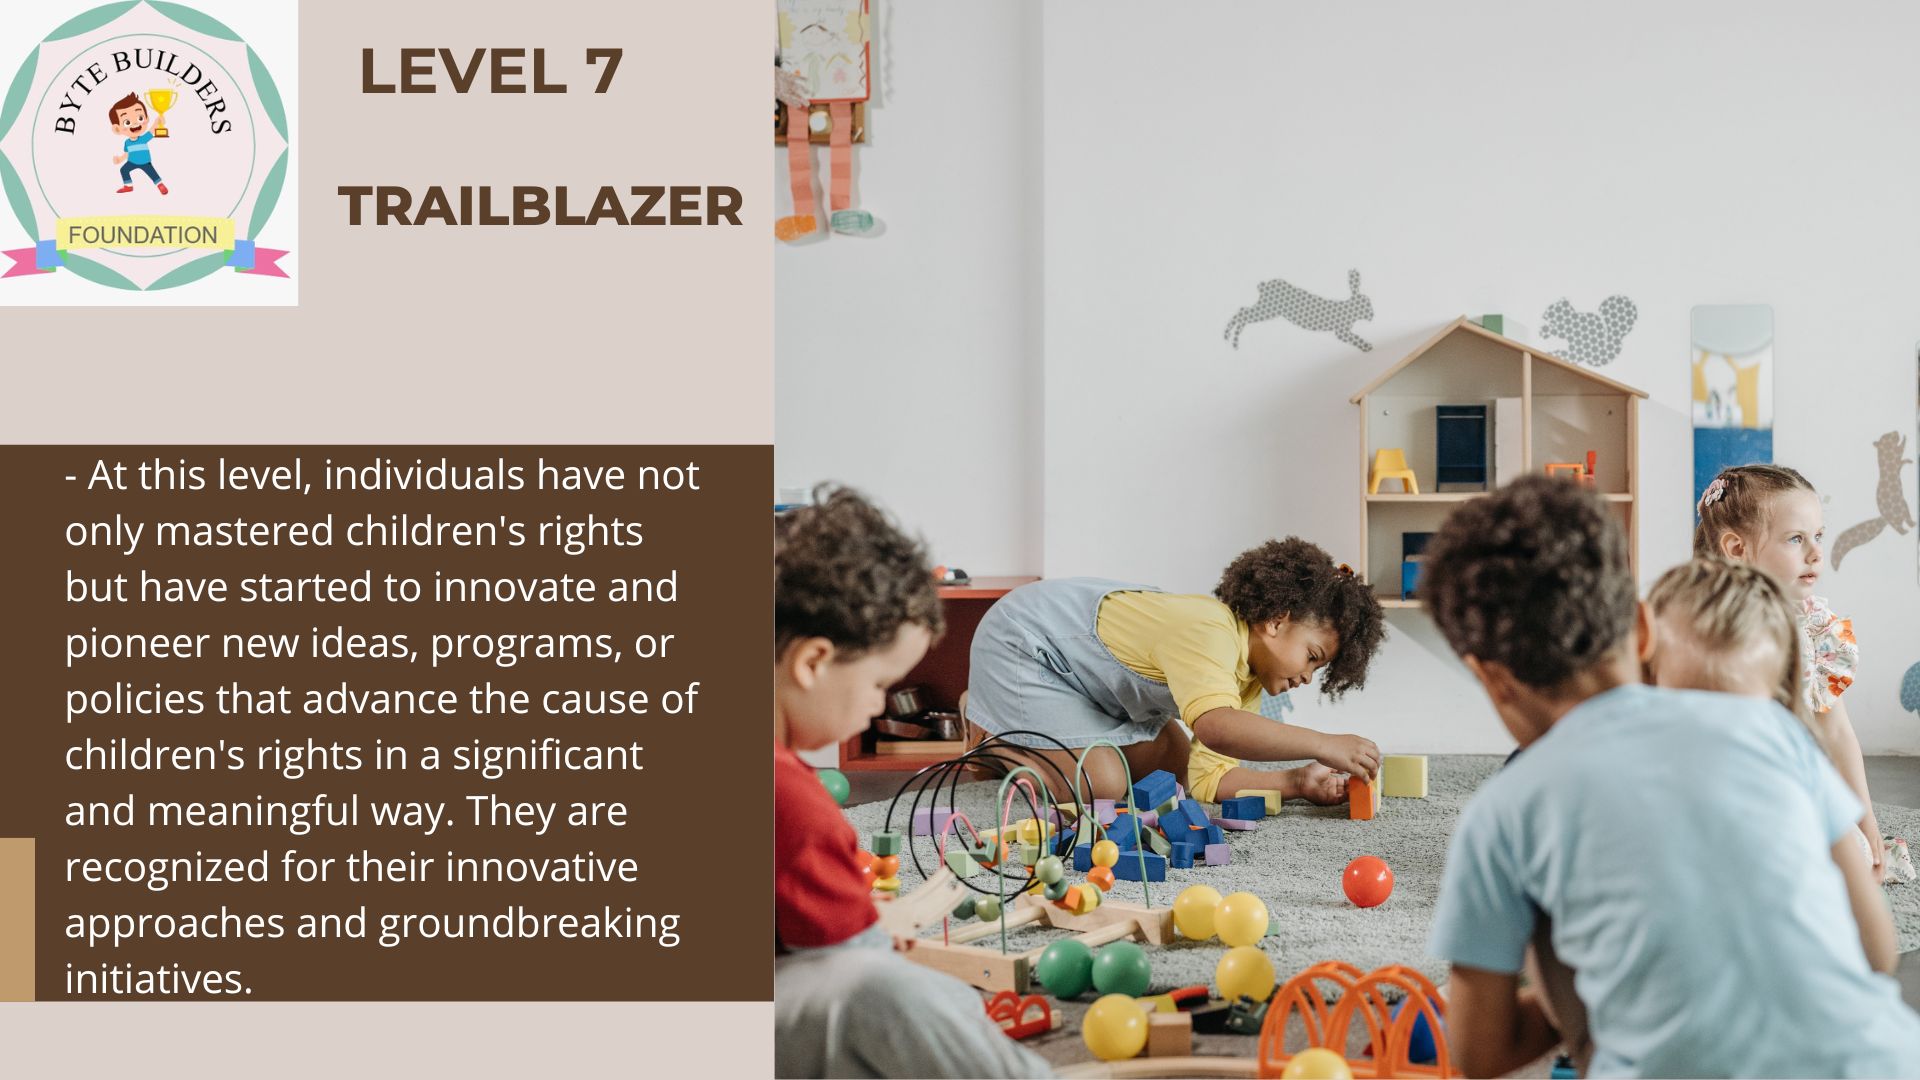 BYTE BUILDERS
FOUNDATION
LEVEL 7
TRAILBLAZER
- At this level, individuals have not
only mastered children's rights
but have started to innovate and
pioneer new ideas, programs, or
policies that advance the cause of
children's rights in a significant
and meaningful way. They are
recognized for their innovative
approaches and groundbreaking
initiatives.